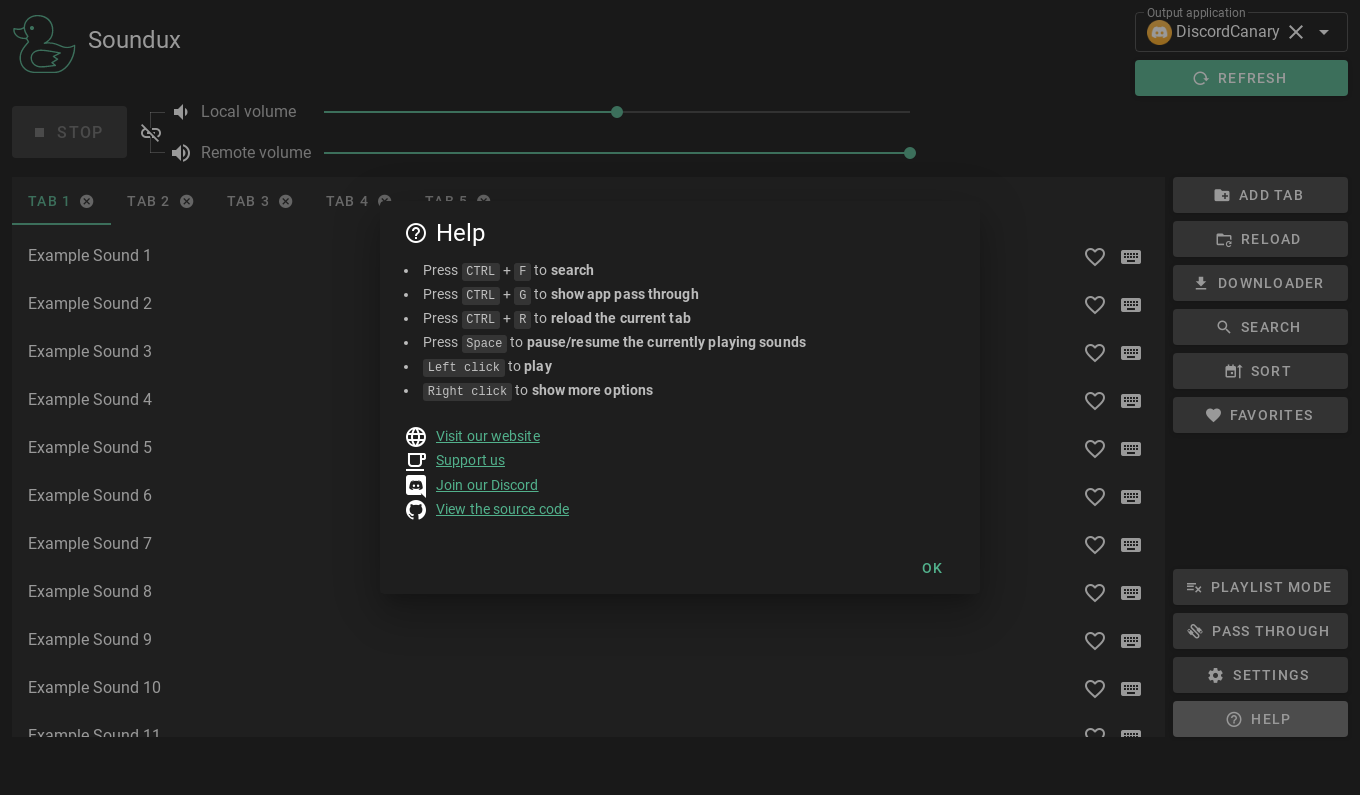 Soundux
Output application
DiscordCanary
REFRESH
STOP
Local volume
Remote volume
TAB 1
TAB 2
TAB 3
TAB 4
TAB 5
ADD TAB
RELOAD
DOWNLOADER
SEARCH
SORT
FAVORITES
Example Sound 1
Example Sound 2
Example Sound 3
Example Sound 4
Example Sound 5
Example Sound 6
Example Sound 7
Example Sound 8
Example Sound 9
Example Sound 10
Example Sound 11
Help
Press CTRL + F to search
Press CTRL + G to show app pass through
Press CTRL + R to reload the current tab
Press Space to pause/resume the currently playing sounds
Left click to play
Right click to show more options
Visit our website
Support us
Join our Discord
View the source code
OK
PLAYLIST MODE
PASS THROUGH
SETTINGS
HELP